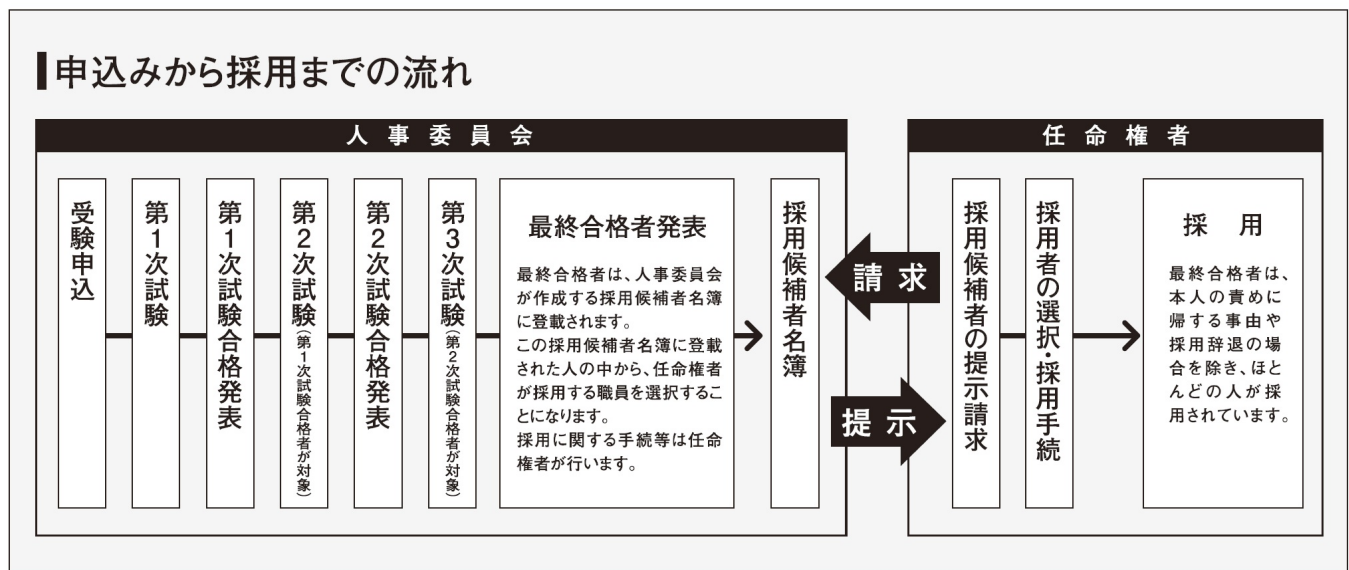 申込みから採用までの流れ
人事委員会
受験申込
第1次試験
第1次試験合格発表
第2次試験(第1次試験合格者が対象)
第2次試験合格発表
第3次試験(第2次試験合格者が対象)
最終合格者発表
最終合格者は、人事委員会
が作成する採用候補者名簿
に登載されます。
この採用候補者名簿に登載
された人の中から、任命権者
が採用する職員を選択するこ
とになります。
採用に関する手続等は任命
権者が行います。
採用候補者名簿
請求
提示
任命権者
採用候補者の提示請求
採用者の選択・採用手続
採用
最終合格者は、
本人の責めに
帰する事由や
採用辞退の場
合を除き、ほと
んどの人が採
用されています。